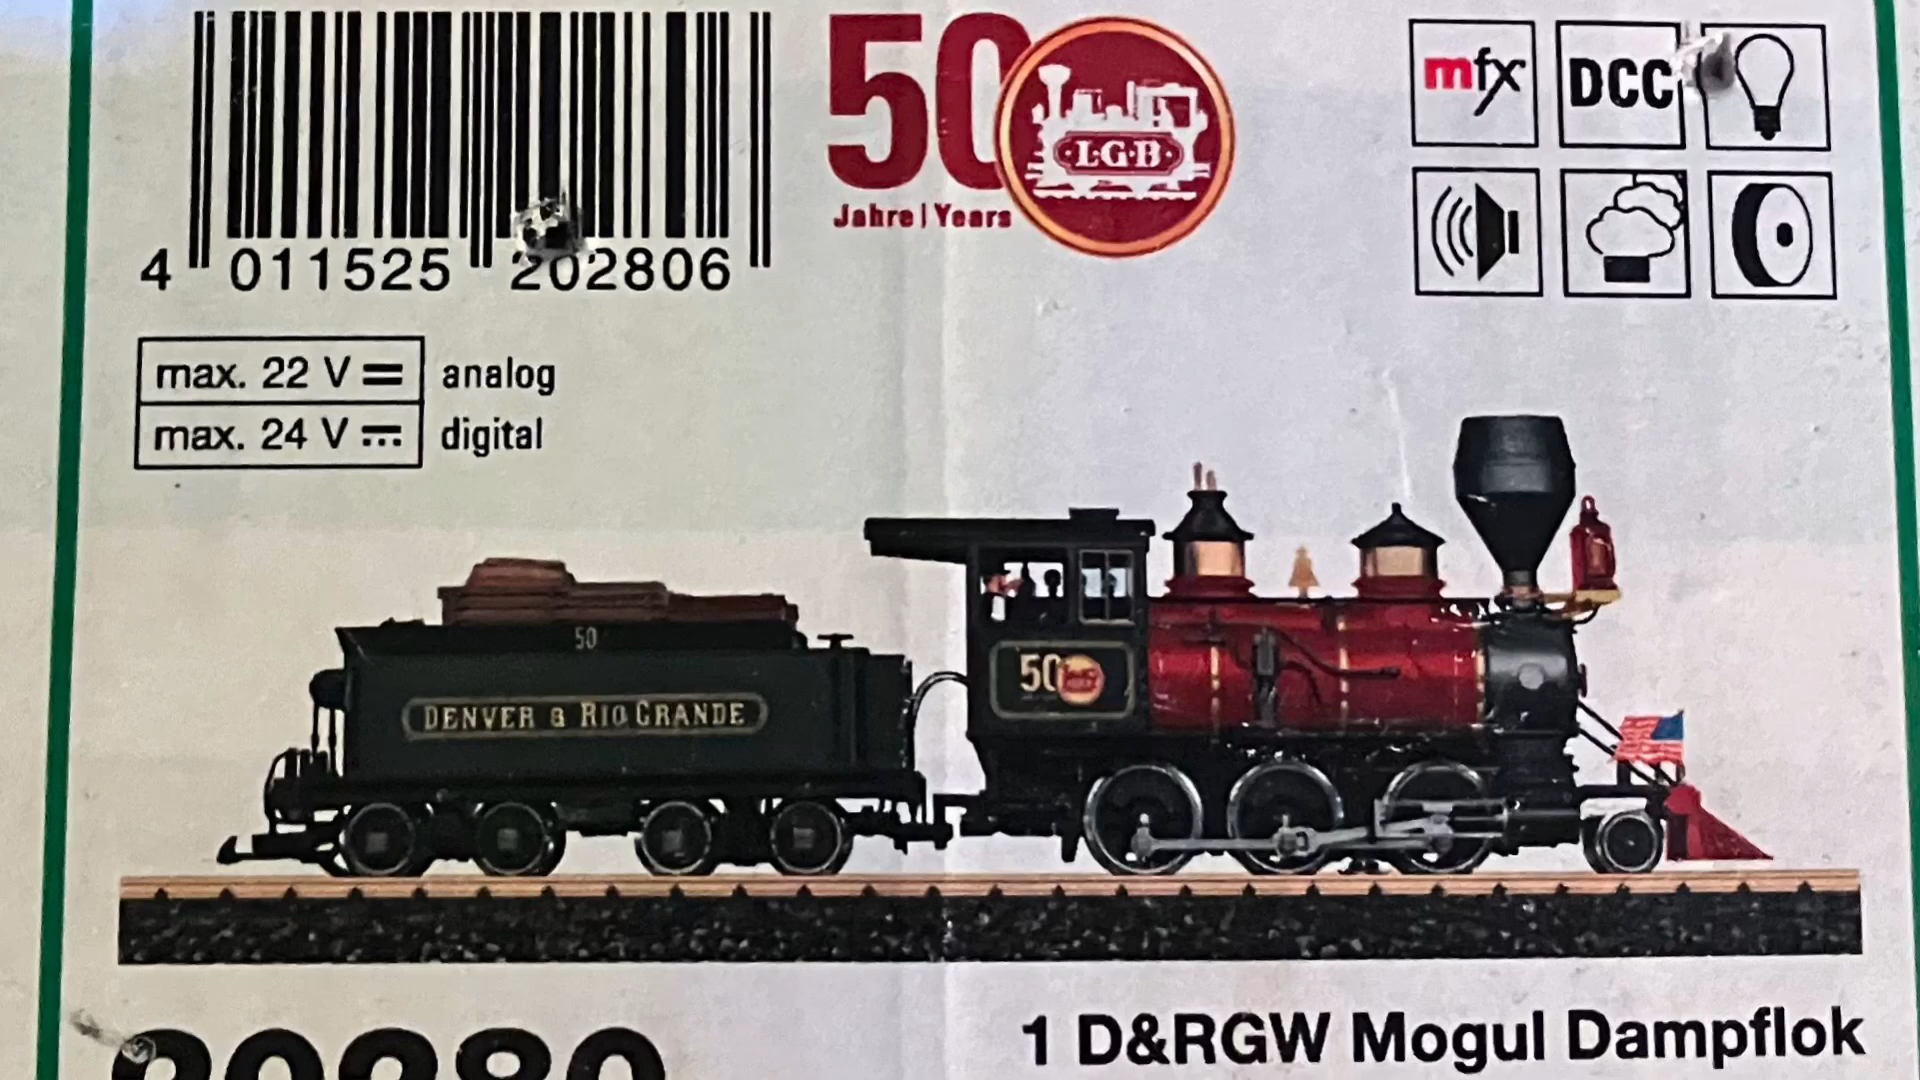 50
L·G·B
Jahre | Years
mfx
DCC
4 011525 202806
max. 22 V analog
max. 24 V digital
50
DENVER & RIO GRANDE
50
20280
1 D&RGW Mogul Dampflok